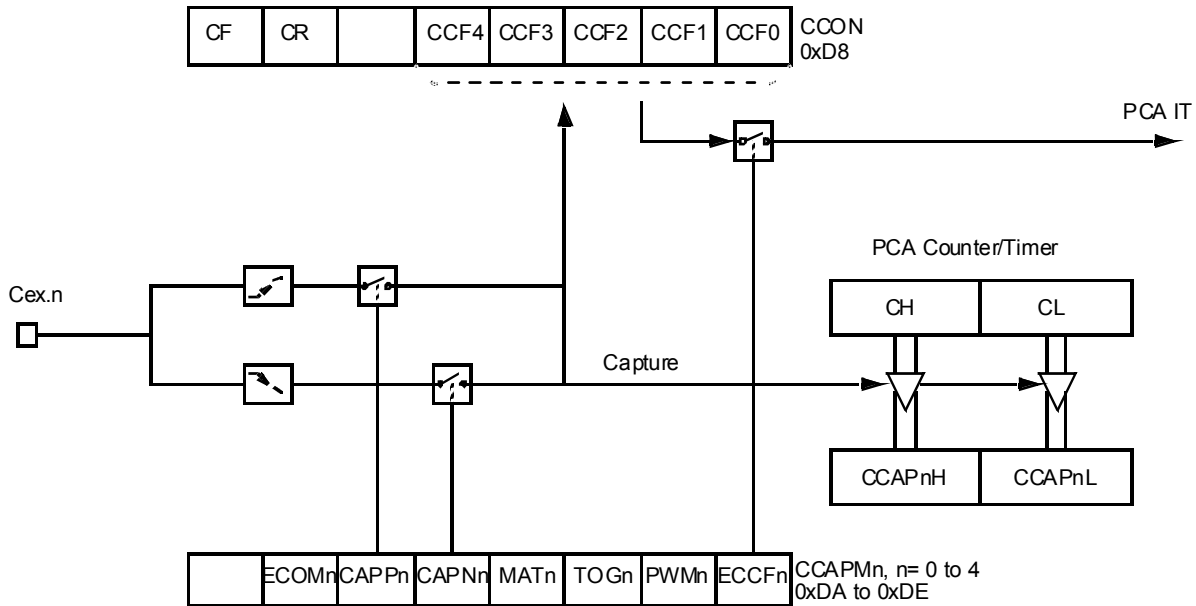 CF CR CCF4 CCF3 CCF2 CCF1 CCF0 CCON
0xD8
PCA IT
PCA Counter/Timer
Cex.n
CH CL
Capture
CCAPnH CCAPnL
ECOMn CAPPn CAPNn MATn TOGn PWMn ECCFn CCAPMn, n= 0 to 4
0xDA to 0xDE